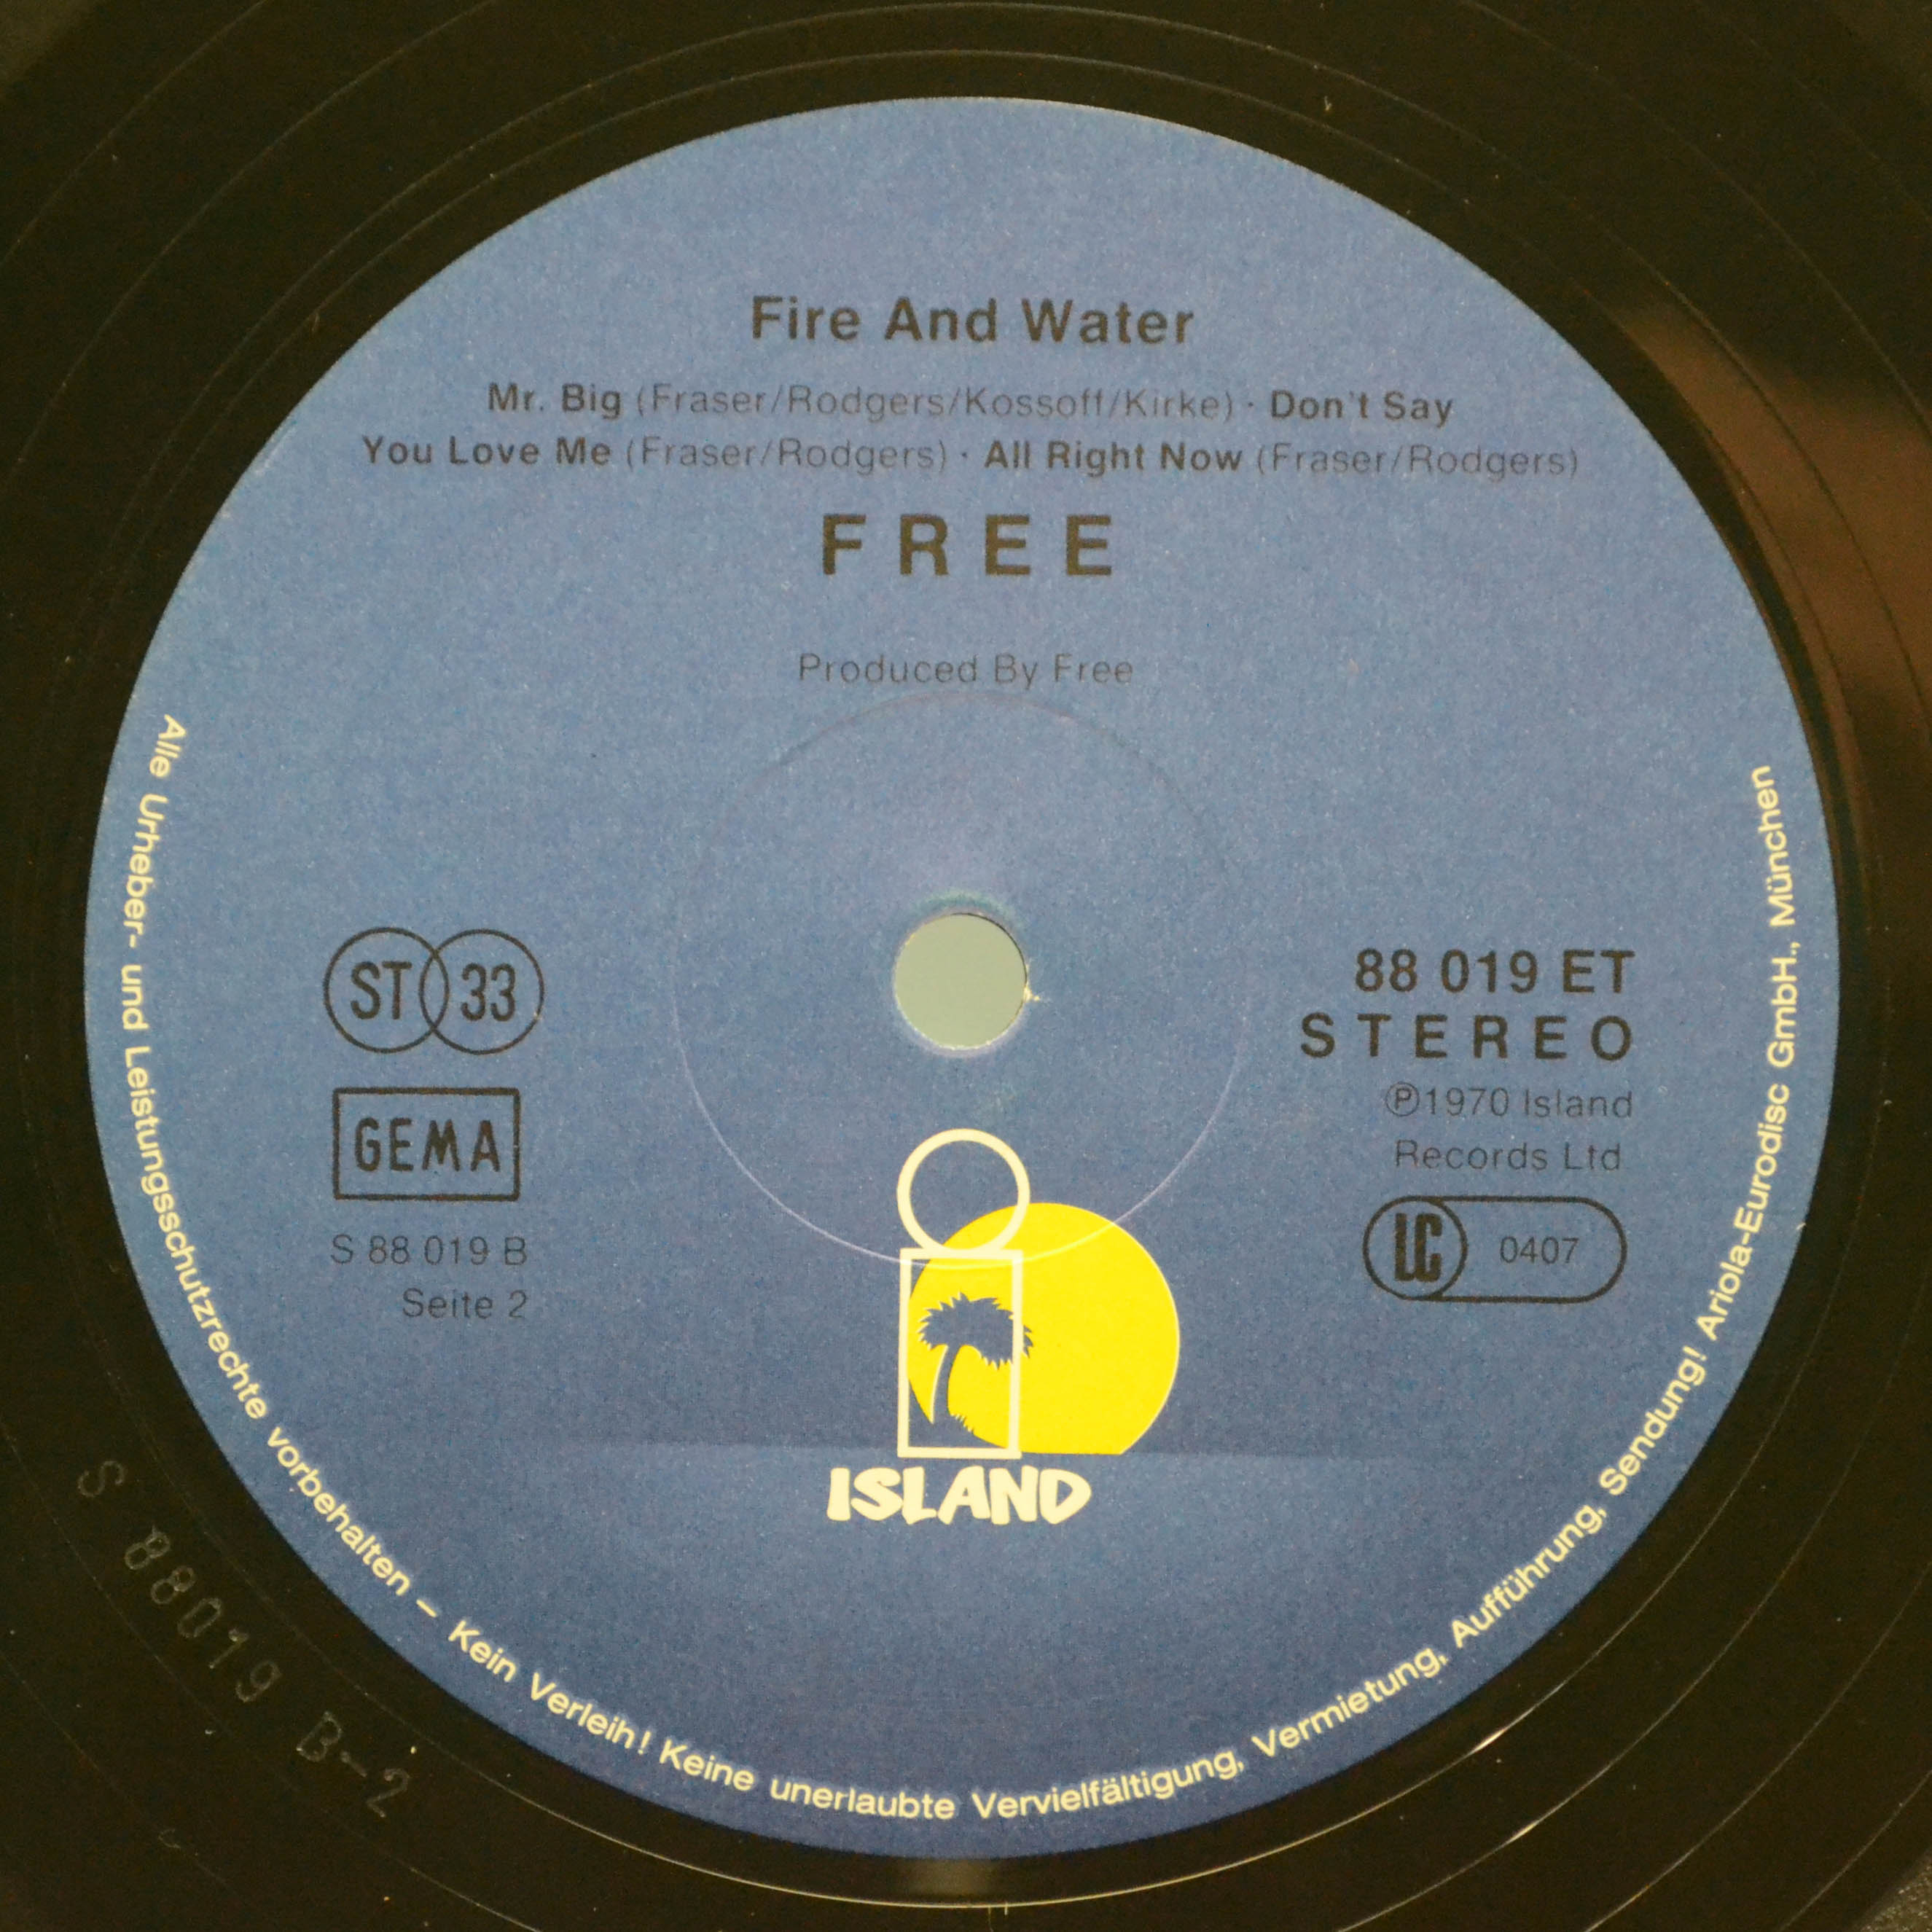 Fire And Water
Mr. Big (Fraser/Rodgers/Kossoff/Kirke) · Don't Say
You Love Me (Fraser/Rodgers) · All Right Now (Fraser/Rodgers)
FREE
Produced By Free
ST 33
GEMA
S 88 019 B
Seite 2
88 019 ET
STEREO
Ⓟ1970 Island
Records Ltd
LC 0407
ISLAND
Alle Urheber- und Leistungsschutzrechte vorbehalten – Kein Verleih! Keine unerlaubte Vervielfältigung, Vermietung, Aufführung, Sendung! Ariola-Eurodisc GmbH., München
S 88019 B-2